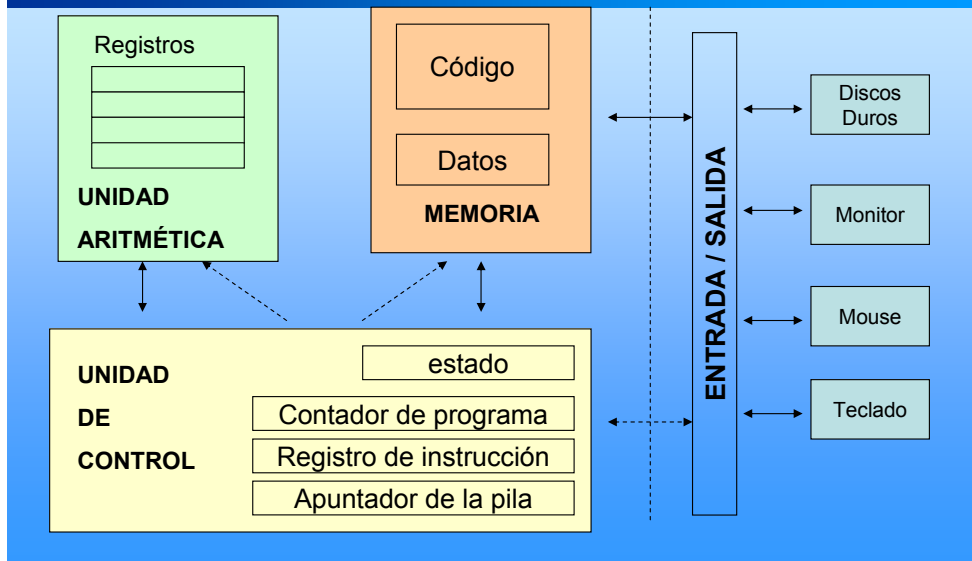 Registros
UNIDAD
ARITMÉTICA
Código
Datos
MEMORIA
UNIDAD
DE
CONTROL
estado
Contador de programa
Registro de instrucción
Apuntador de la pila
ENTRADA / SALIDA
Discos
Duros
Monitor
Mouse
Teclado